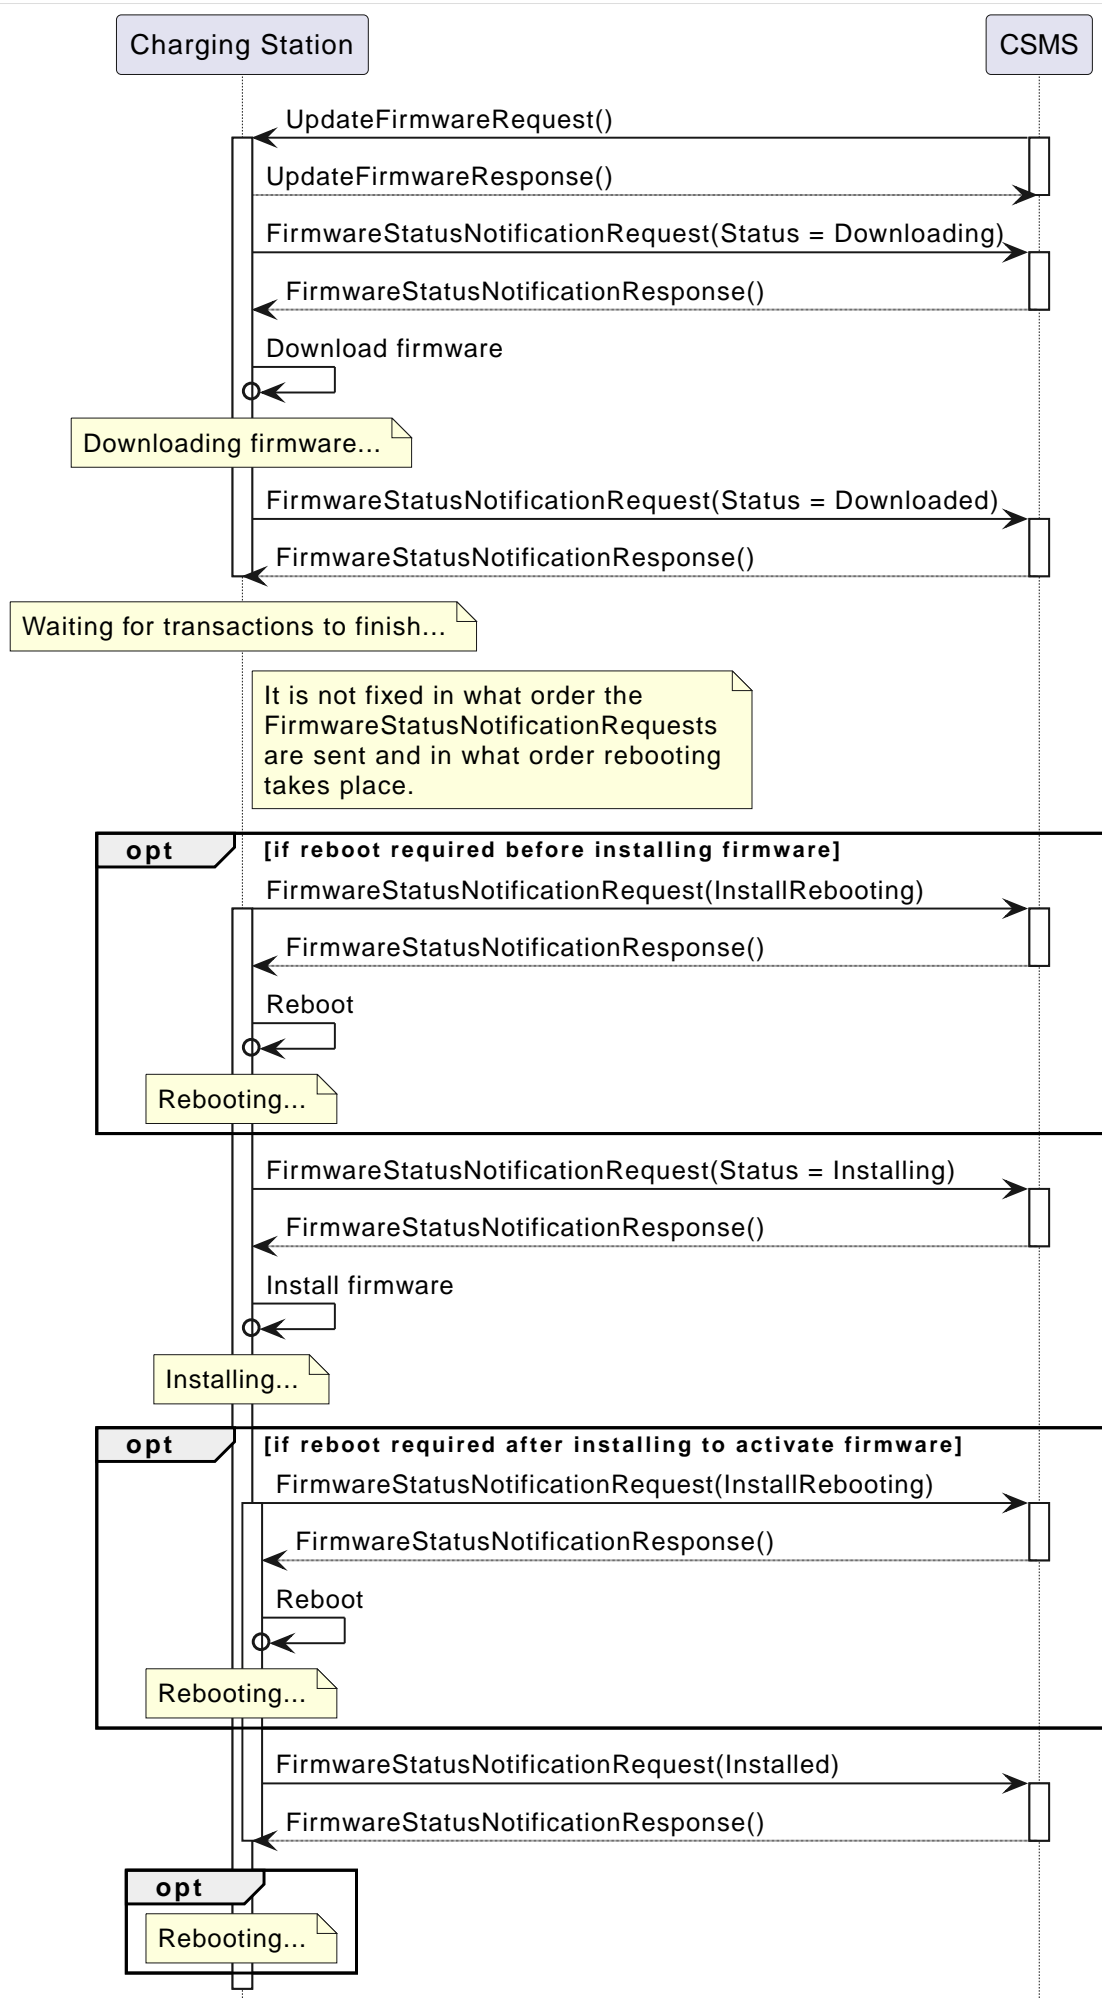 Charging Station
CSMS
UpdateFirmwareRequest()
UpdateFirmwareResponse()
FirmwareStatusNotificationRequest(Status = Downloading)
FirmwareStatusNotificationResponse()
Download firmware
Downloading firmware...
FirmwareStatusNotificationRequest(Status = Downloaded)
FirmwareStatusNotificationResponse()
Waiting for transactions to finish...
It is not fixed in what order the
FirmwareStatusNotificationRequests
are sent and in what order rebooting
takes place.
opt
[if reboot required before installing firmware]
FirmwareStatusNotificationRequest(InstallRebooting)
FirmwareStatusNotificationResponse()
Reboot
Rebooting...
FirmwareStatusNotificationRequest(Status = Installing)
FirmwareStatusNotificationResponse()
Install firmware
Installing...
opt
[if reboot required after installing to activate firmware]
FirmwareStatusNotificationRequest(InstallRebooting)
FirmwareStatusNotificationResponse()
Reboot
Rebooting...
FirmwareStatusNotificationRequest(Installed)
FirmwareStatusNotificationResponse()
opt
Rebooting...